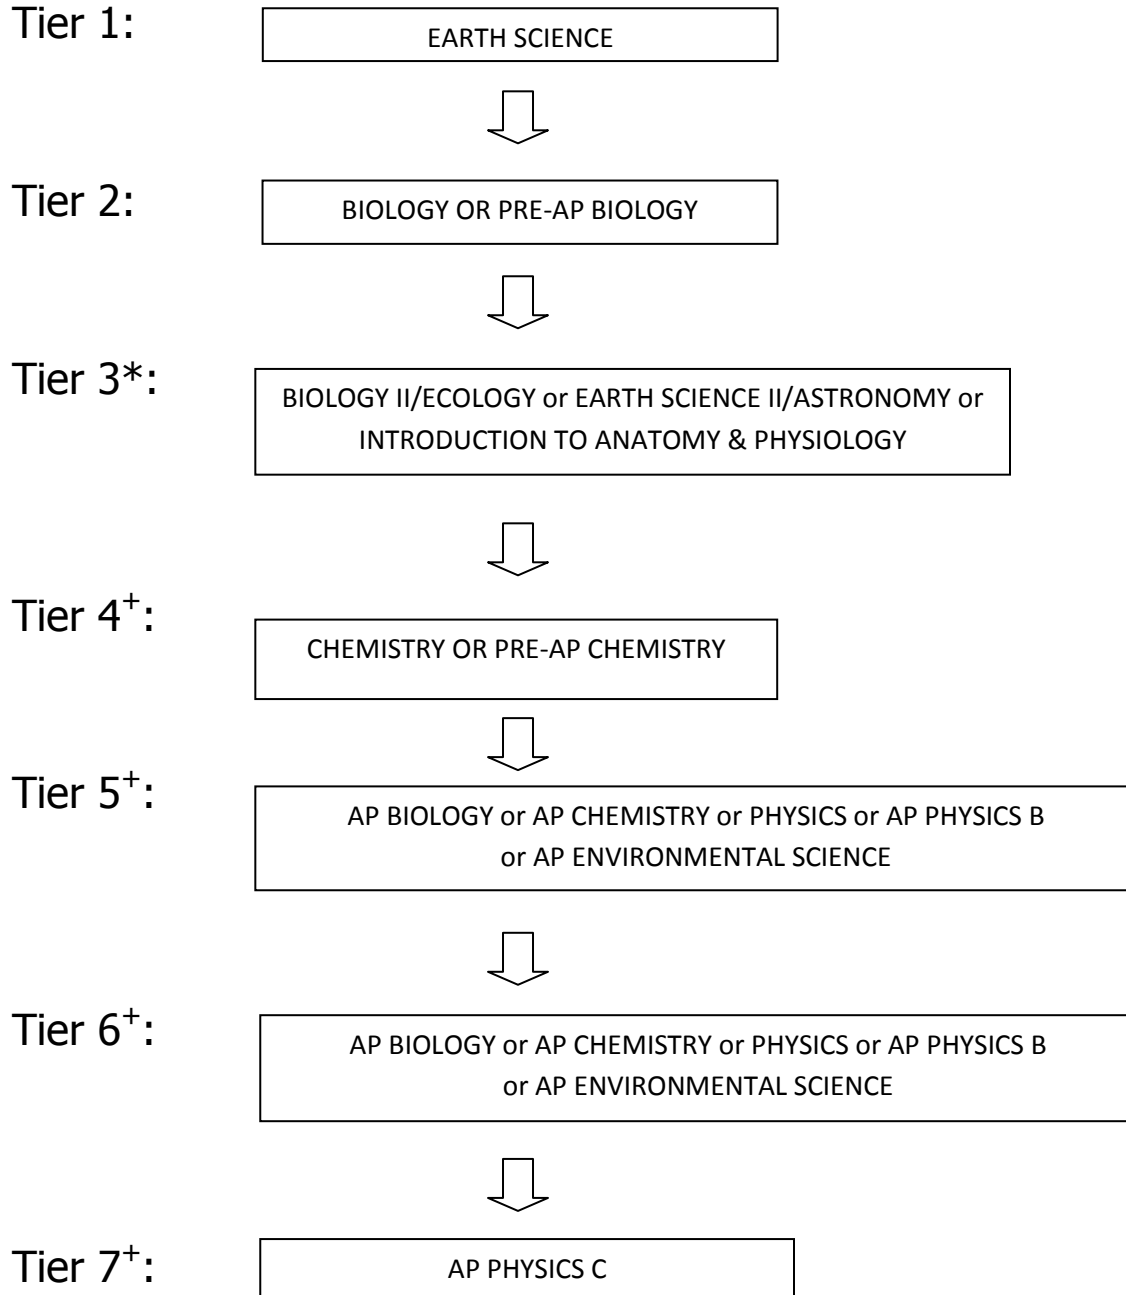 Tier 1:
EARTH SCIENCE
Tier 2:
BIOLOGY OR PRE-AP BIOLOGY
Tier 3*:
BIOLOGY II/ECOLOGY or EARTH SCIENCE II/ASTRONOMY or
INTRODUCTION TO ANATOMY & PHYSIOLOGY
Tier 4⁺:
CHEMISTRY OR PRE-AP CHEMISTRY
Tier 5⁺:
AP BIOLOGY or AP CHEMISTRY or PHYSICS or AP PHYSICS B
or AP ENVIRONMENTAL SCIENCE
Tier 6⁺:
AP BIOLOGY or AP CHEMISTRY or PHYSICS or AP PHYSICS B
or AP ENVIRONMENTAL SCIENCE
Tier 7⁺:
AP PHYSICS C